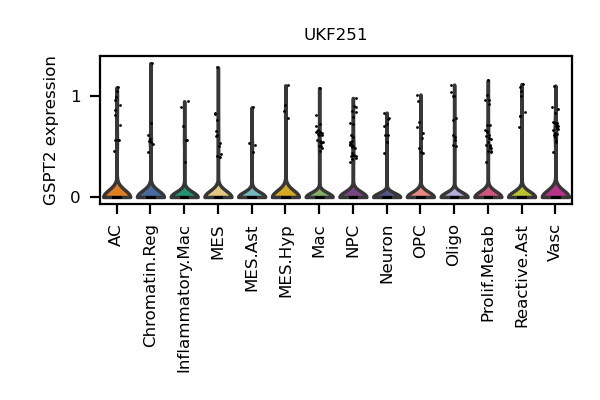 UKF251
GSPT2 expression
1
0
AC
Chromatin.Reg
Inflammatory.Mac
MES
MES.Ast
MES.Hyp
Mac
NPC
Neuron
OPC
Oligo
Prolif.Metab
Reactive.Ast
Vasc